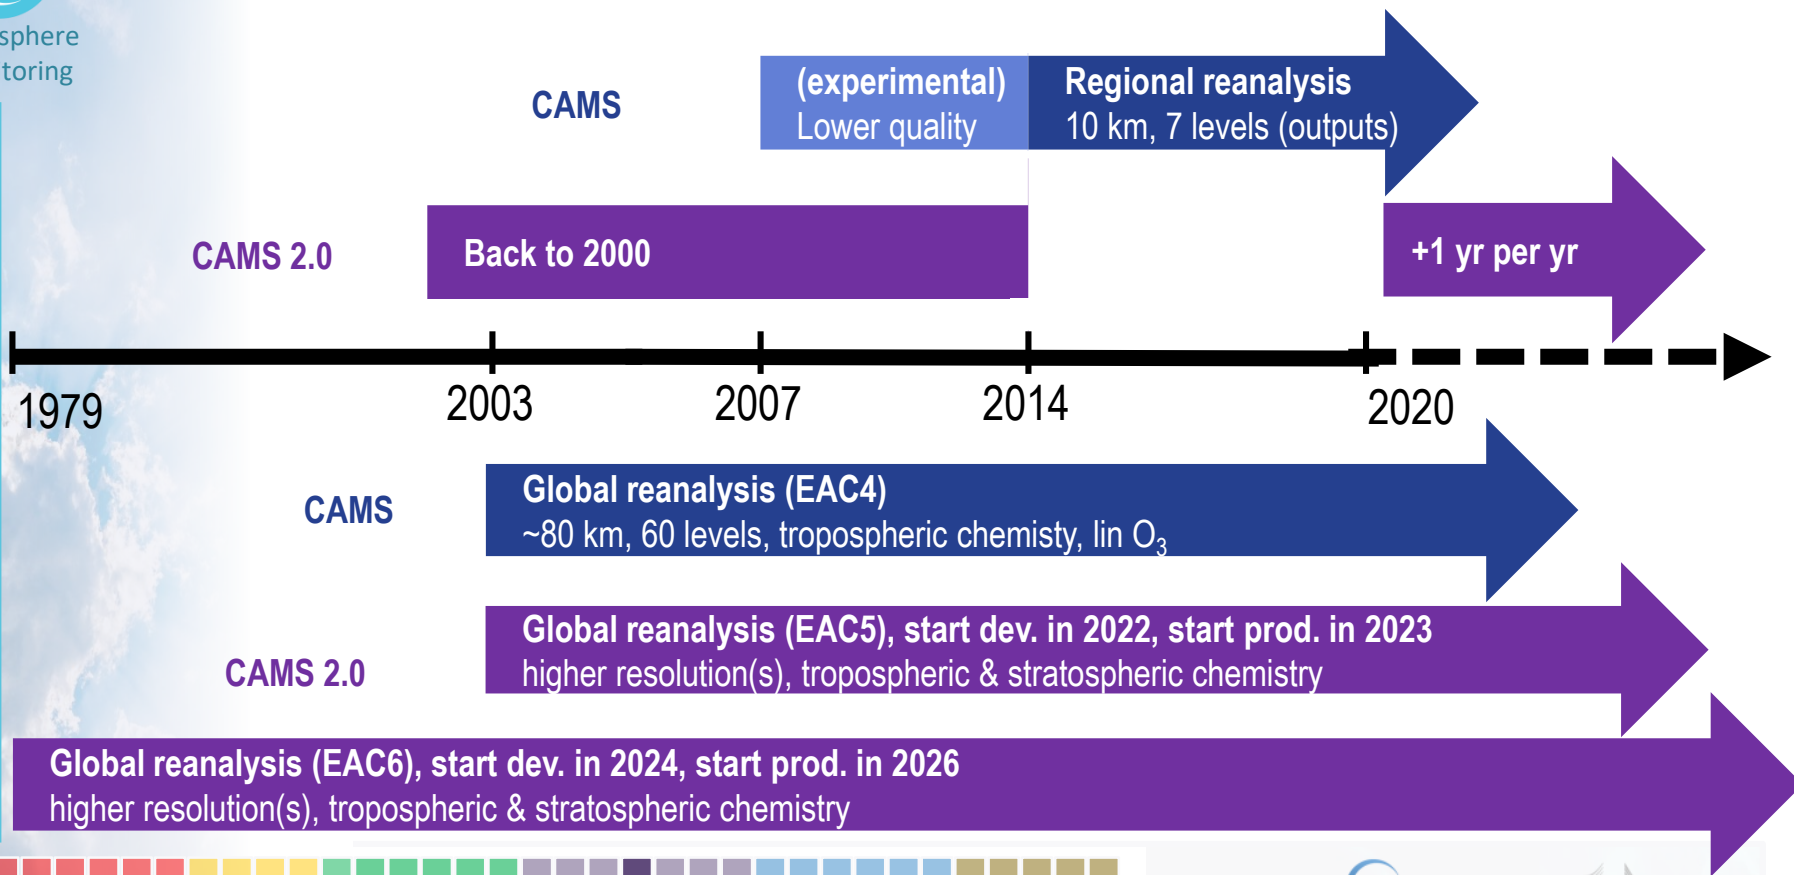 sphere
toring
CAMS
(experimental)
Lower quality
Regional reanalysis
10 km, 7 levels (outputs)
CAMS 2.0
Back to 2000
+1 yr per yr
1979
2003
2007
2014
2020
CAMS
Global reanalysis (EAC4)
~80 km, 60 levels, tropospheric chemisty, lin O₃
CAMS 2.0
Global reanalysis (EAC5), start dev. in 2022, start prod. in 2023
higher resolution(s), tropospheric & stratospheric chemistry
Global reanalysis (EAC6), start dev. in 2024, start prod. in 2026
higher resolution(s), tropospheric & stratospheric chemistry